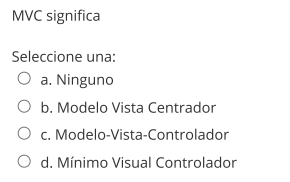 MVC significa
Seleccione una:
a. Ninguno
b. Modelo Vista Centrador
c. Modelo-Vista-Controlador
d. Mínimo Visual Controlador